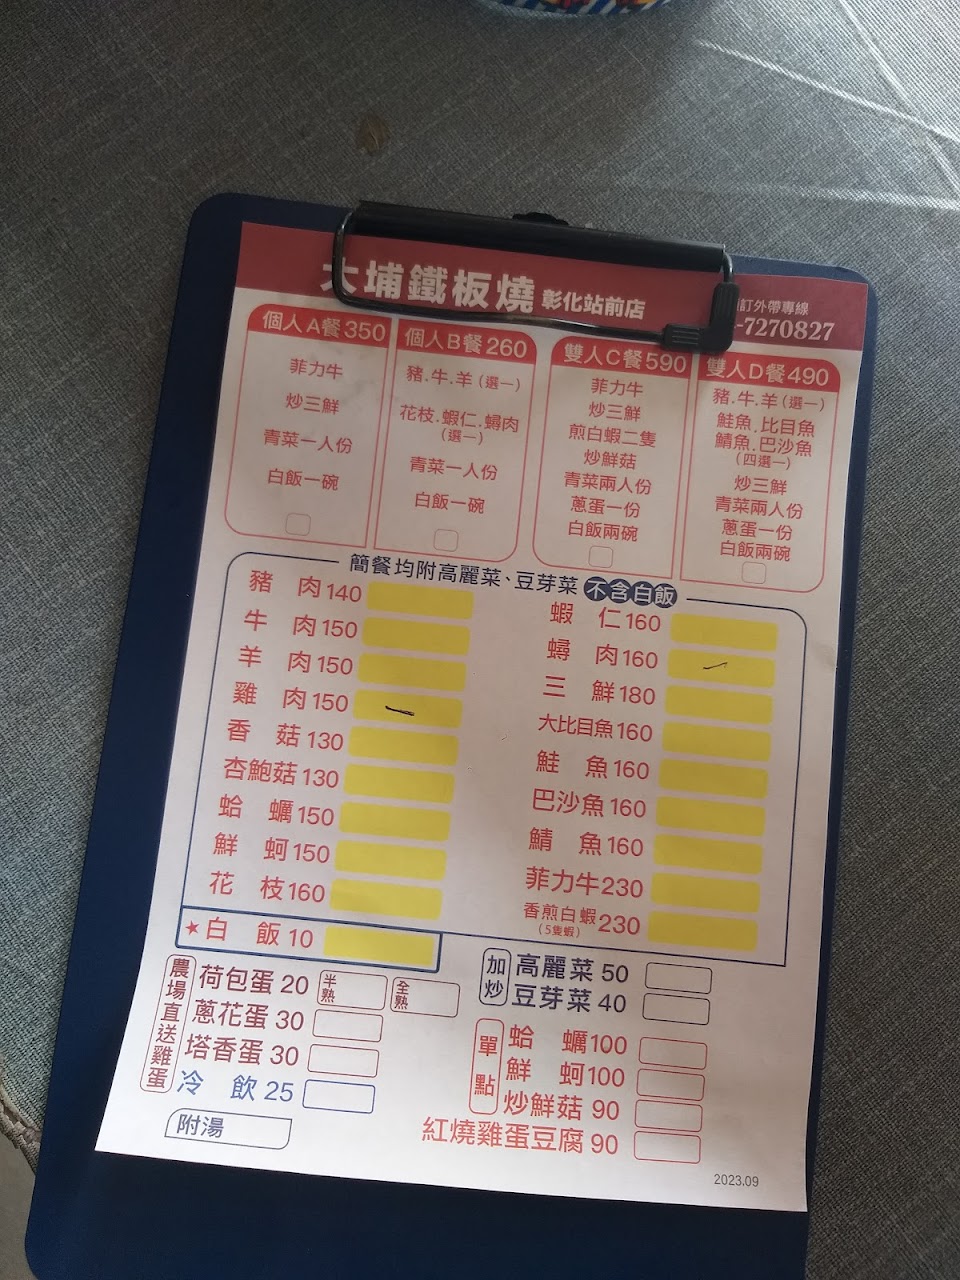 埔鐵板燒 彰化站前店
訂外帶專線
-7270827
個人A餐350
菲力牛
炒三鮮
青菜一人份
白飯一碗
個人B餐260
豬.牛.羊(選一)
花枝.蝦仁.蟳肉
(選一)
青菜一人份
白飯一碗
雙人C餐590
菲力牛
炒三鮮
煎白蝦二隻
炒鮮菇
青菜兩人份
蔥蛋一份
白飯兩碗
雙人D餐490
豬.牛.羊(選一)
鮭魚.比目魚
鯖魚.巴沙魚
(四選一)
炒三鮮
青菜兩人份
蔥蛋一份
白飯兩碗
簡餐均附高麗菜、豆芽菜 不含白飯
豬 肉140
牛 肉150
羊 肉150
雞 肉150
香 菇130
杏鮑菇130
蛤 蠣150
鮮 蚵150
花 枝160
★白 飯10
蝦 仁160
蟳 肉160
三 鮮180
大比目魚160
鮭 魚160
巴沙魚160
鯖 魚160
菲力牛230
香煎白蝦230
(5隻蝦)
農場直送雞蛋
荷包蛋20 半熟 全熟
蔥花蛋30
塔香蛋30
冷 飲25
附湯
加炒
高麗菜50
豆芽菜40
單點
蛤 蠣100
鮮 蚵100
炒鮮菇90
紅燒雞蛋豆腐90
2023.09